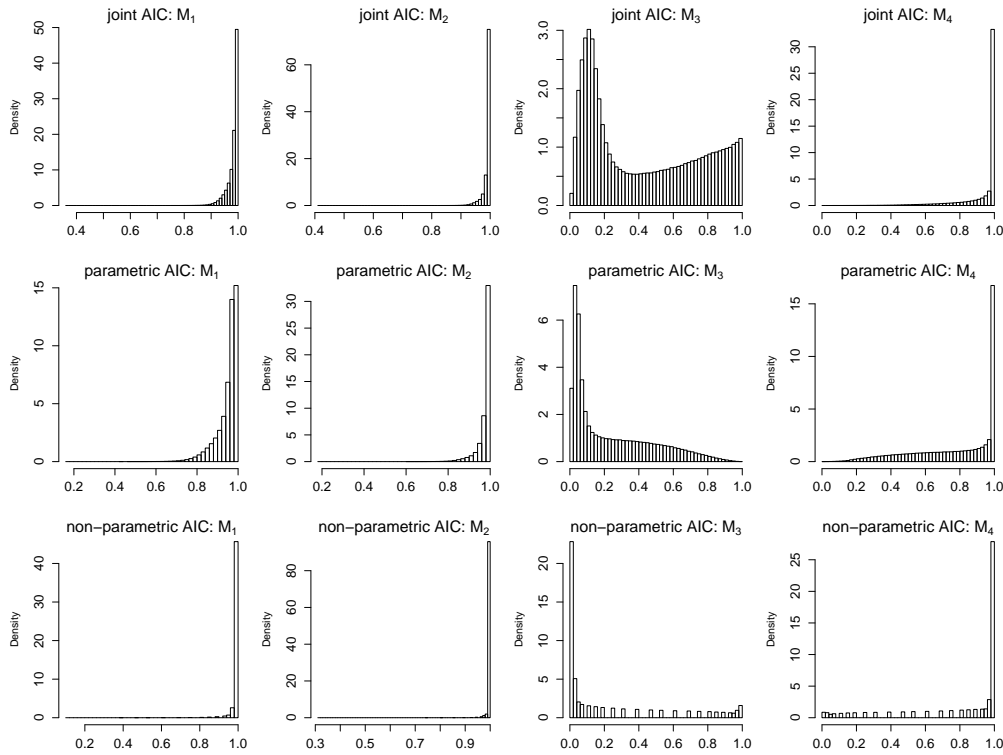 joint AIC: M1
joint AIC: M2
joint AIC: M3
joint AIC: M4
Density
0 10 20 30 40 50
0.4 0.6 0.8 1.0
Density
0 20 40 60
0.4 0.6 0.8 1.0
Density
0.0 1.0 2.0 3.0
0.0 0.2 0.4 0.6 0.8 1.0
Density
0 5 10 15 20 25 30
0.0 0.2 0.4 0.6 0.8 1.0
parametric AIC: M1
parametric AIC: M2
parametric AIC: M3
parametric AIC: M4
Density
0 5 10 15
0.2 0.4 0.6 0.8 1.0
Density
0 5 10 15 20 25 30
0.2 0.4 0.6 0.8 1.0
Density
0 2 4 6
0.0 0.2 0.4 0.6 0.8 1.0
Density
0 5 10 15
0.0 0.2 0.4 0.6 0.8 1.0
non−parametric AIC: M1
non−parametric AIC: M2
non−parametric AIC: M3
non−parametric AIC: M4
Density
0 10 20 30 40
0.2 0.4 0.6 0.8 1.0
Density
0 20 40 60 80
0.3 0.5 0.7 0.9
Density
0 5 10 15 20
0.0 0.2 0.4 0.6 0.8 1.0
Density
0 5 10 15 20 25
0.0 0.2 0.4 0.6 0.8 1.0